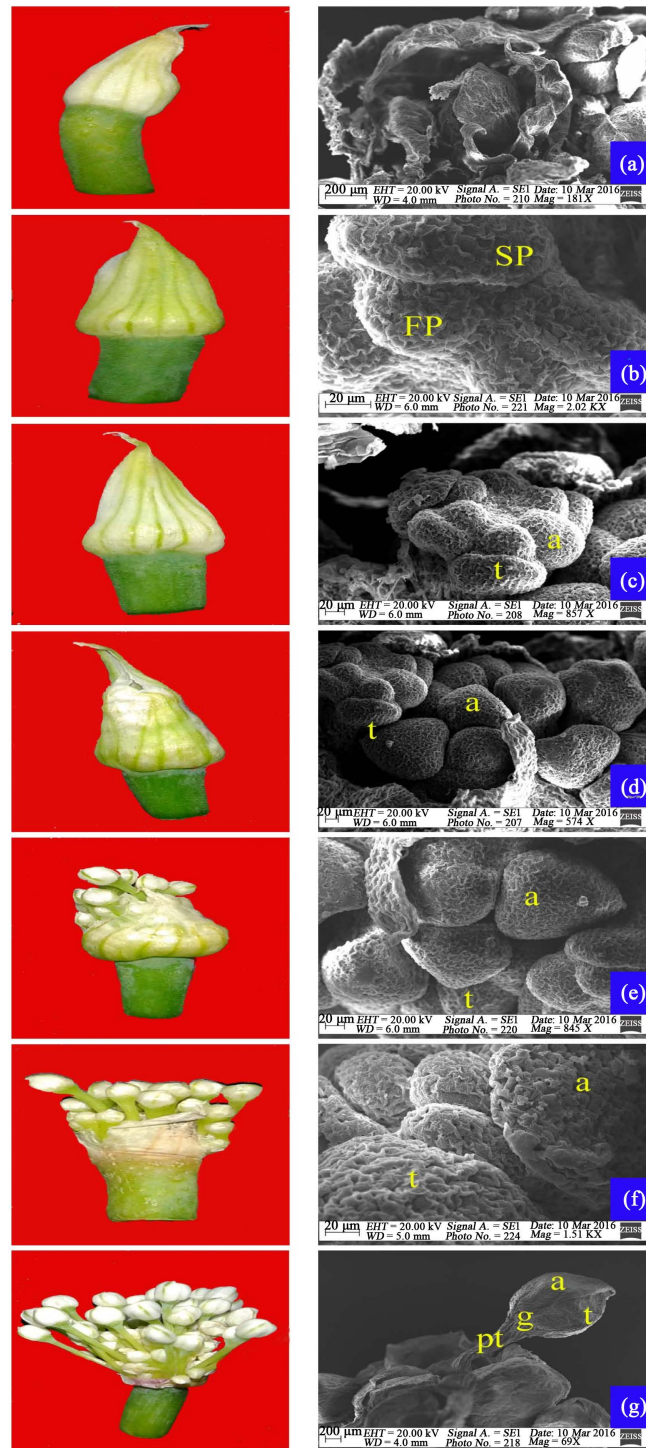 (a)
200 µm EHT = 20.00 kV Signal A. = SE1 Date: 10 Mar 2016 ZEISS
WD = 4.0 mm Photo No. = 210 Mag = 181X
SP
FP
(b)
20 µm EHT = 20.00 kV Signal A. = SE1 Date: 10 Mar 2016 ZEISS
WD = 6.0 mm Photo No. = 221 Mag = 2.02 KX
a
t
(c)
20 µm EHT = 20.00 kV Signal A. = SE1 Date: 10 Mar 2016 ZEISS
WD = 6.0 mm Photo No. = 208 Mag = 857 X
a
t
(d)
20 µm EHT = 20.00 kV Signal A. = SE1 Date: 10 Mar 2016 ZEISS
WD = 6.0 mm Photo No. = 207 Mag = 574 X
a
t
(e)
20 µm EHT = 20.00 kV Signal A. = SE1 Date: 10 Mar 2016 ZEISS
WD = 6.0 mm Photo No. = 220 Mag = 845 X
a
t
(f)
20 µm EHT = 20.00 kV Signal A. = SE1 Date: 10 Mar 2016 ZEISS
WD = 5.0 mm Photo No. = 224 Mag = 1.51 KX
a
g t
pt
(g)
200 µm EHT = 20.00 kV Signal A. = SE1 Date: 10 Mar 2016 ZEISS
WD = 4.0 mm Photo No. = 218 Mag = 69X